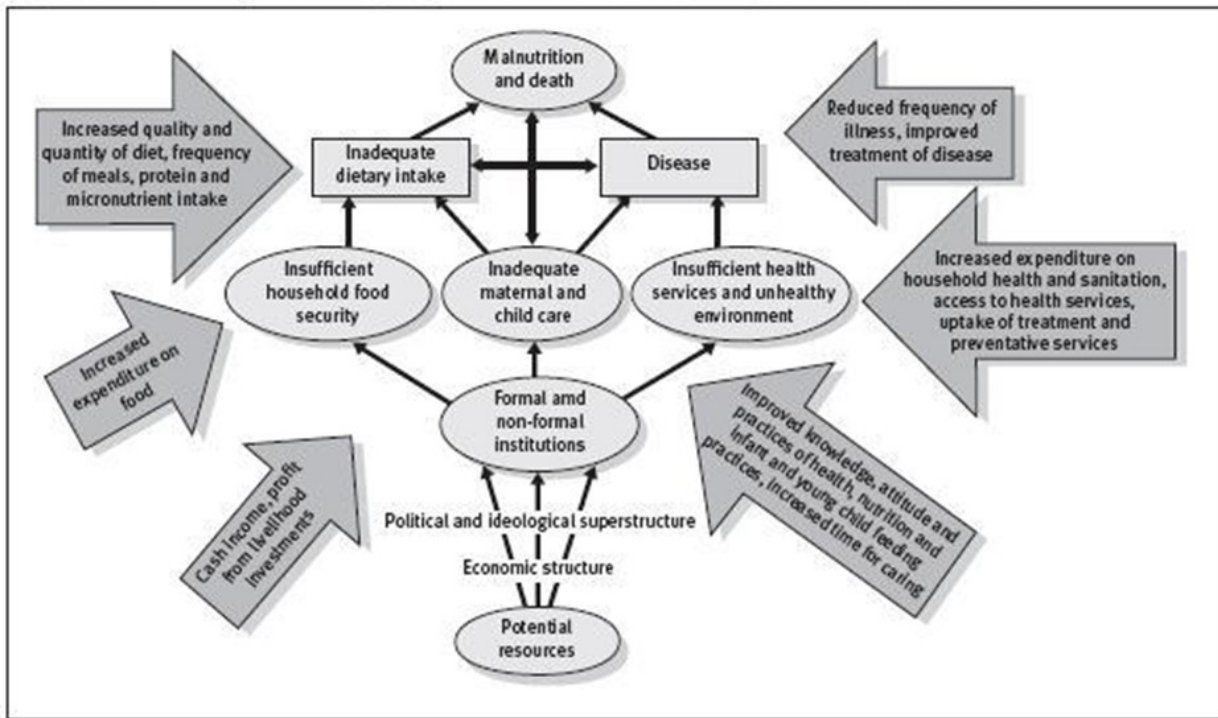 Malnutrition
and death
Increased quality and
quantity of diet, frequency
of meals, protein and
micronutrient intake
Inadequate
dietary intake
Disease
Reduced frequency of
illness, improved
treatment of disease
Insufficient
household food
security
Inadequate
maternal and
child care
Insufficient health
services and unhealthy
environment
Increased expenditure on
household health and sanitation,
access to health services,
uptake of treatment and
preventative services
Increased
expenditure on
food
Formal amd
non-formal
institutions
Improved knowledge, attitude and
practices of health, nutrition and
infant and young child feeding
practices, increased time for caring
Cash income, profit
from livelihood
investments
Political and ideological superstructure
Economic structure
Potential
resources